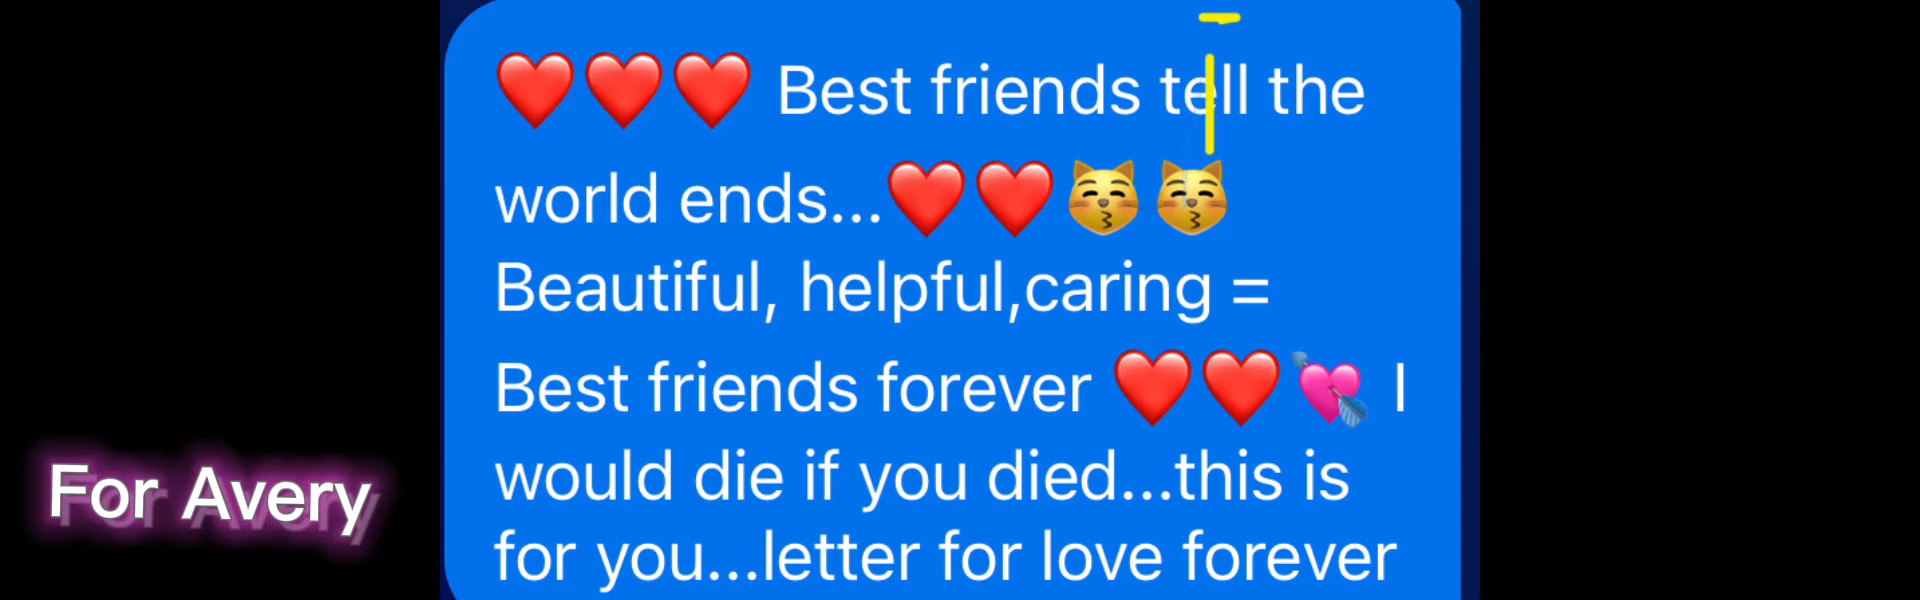 ❤️❤️❤️ Best friends tell the
world ends...❤️❤️😽😽
Beautiful, helpful,caring =
Best friends forever ❤️❤️💘 I
would die if you died...this is
for you...letter for love forever
For Avery